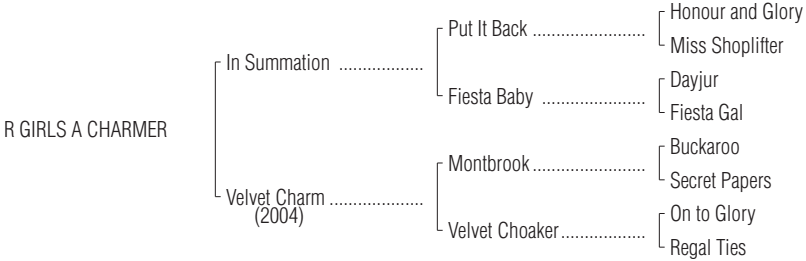 Honour and Glory
Put It Back ........................
Miss Shoplifter
In Summation ..................
Dayjur
Fiesta Baby ......................
Fiesta Gal
R GIRLS A CHARMER
Buckaroo
Montbrook ........................
Secret Papers
Velvet Charm ....................
(2004)
On to Glory
Velvet Choaker..................
Regal Ties